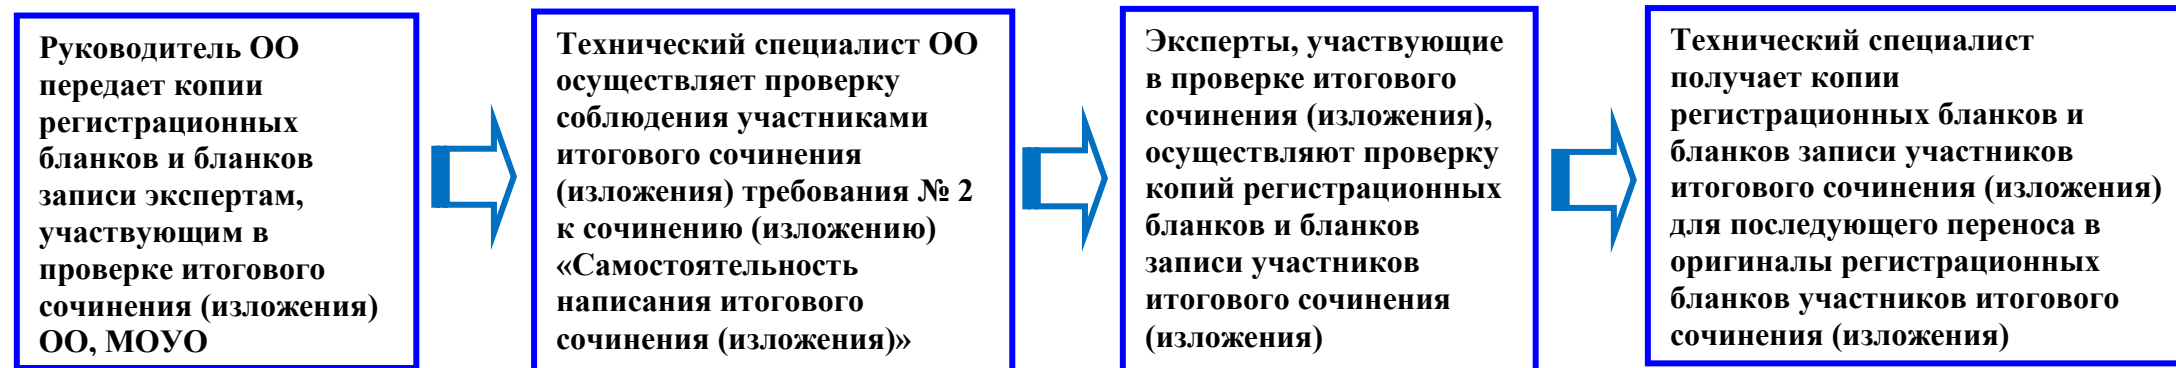 Руководитель ОО
передает копии
регистрационных
бланков и бланков
записи экспертам,
участвующим в
проверке итогового
сочинения (изложения)
ОО, МОУО
Технический специалист ОО
осуществляет проверку
соблюдения участниками
итогового сочинения
(изложения) требования № 2
к сочинению (изложению)
«Самостоятельность
написания итогового
сочинения (изложения)»
Эксперты, участвующие
в проверке итогового
сочинения (изложения),
осуществляют проверку
копий регистрационных
бланков и бланков
записи участников
итогового сочинения
(изложения)
Технический специалист
получает копии
регистрационных бланков и
бланков записи участников
итогового сочинения (изложения)
для последующего переноса в
оригиналы регистрационных
бланков участников итогового
сочинения (изложения)